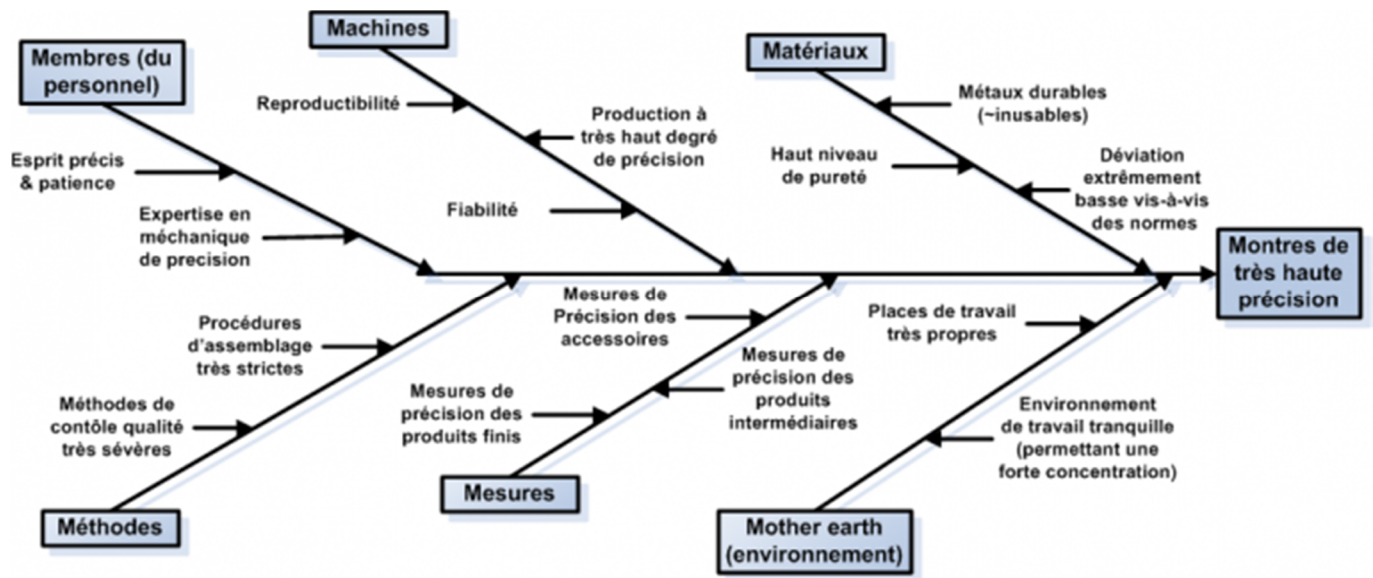 Membres (du
personnel)
Machines
Matériaux
Reproductibilité
Production à
très haut degré
de précision
Métaux durables
(~inusables)
Haut niveau
de pureté
Déviation
extrêmement
basse vis-à-vis
des normes
Esprit précis
& patience
Expertise en
méchanique
de precision
Fiabilité
Montres de
très haute
précision
Procédures
d'assemblage
très strictes
Méthodes de
contôle qualité
très sévères
Mesures de
Précision des
accessoires
Mesures de
précision des
produits finis
Mesures de
précision des
produits
intermédiaires
Places de travail
très propres
Environnement
de travail tranquille
(permettant une
forte concentration)
Méthodes
Mesures
Mother earth
(environnement)